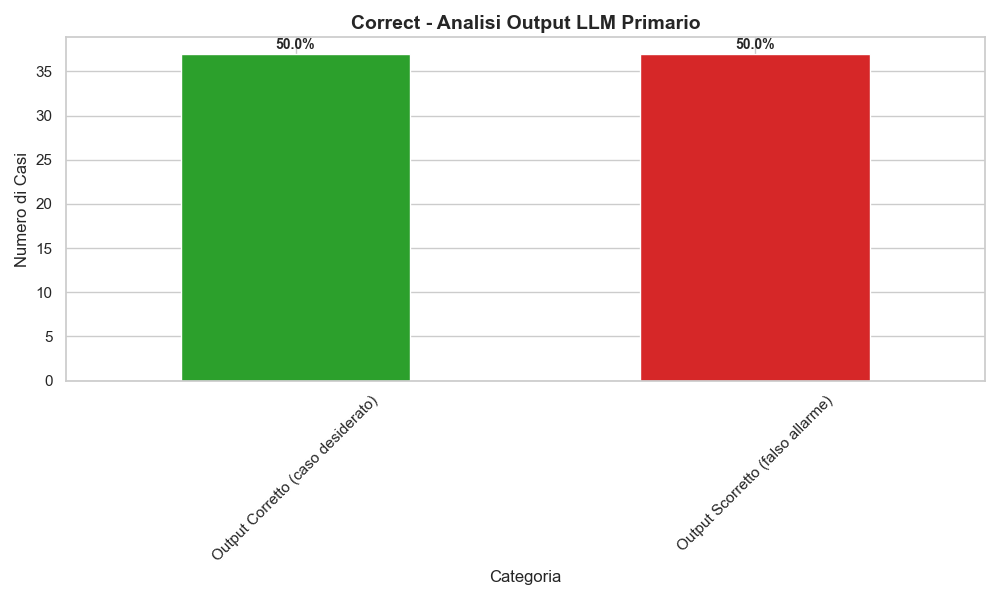 Correct - Analisi Output LLM Primario
50.0%
50.0%
Numero di Casi
35
30
25
20
15
10
5
0
Output Corretto (caso desiderato)
Output Scorretto (falso allarme)
Categoria